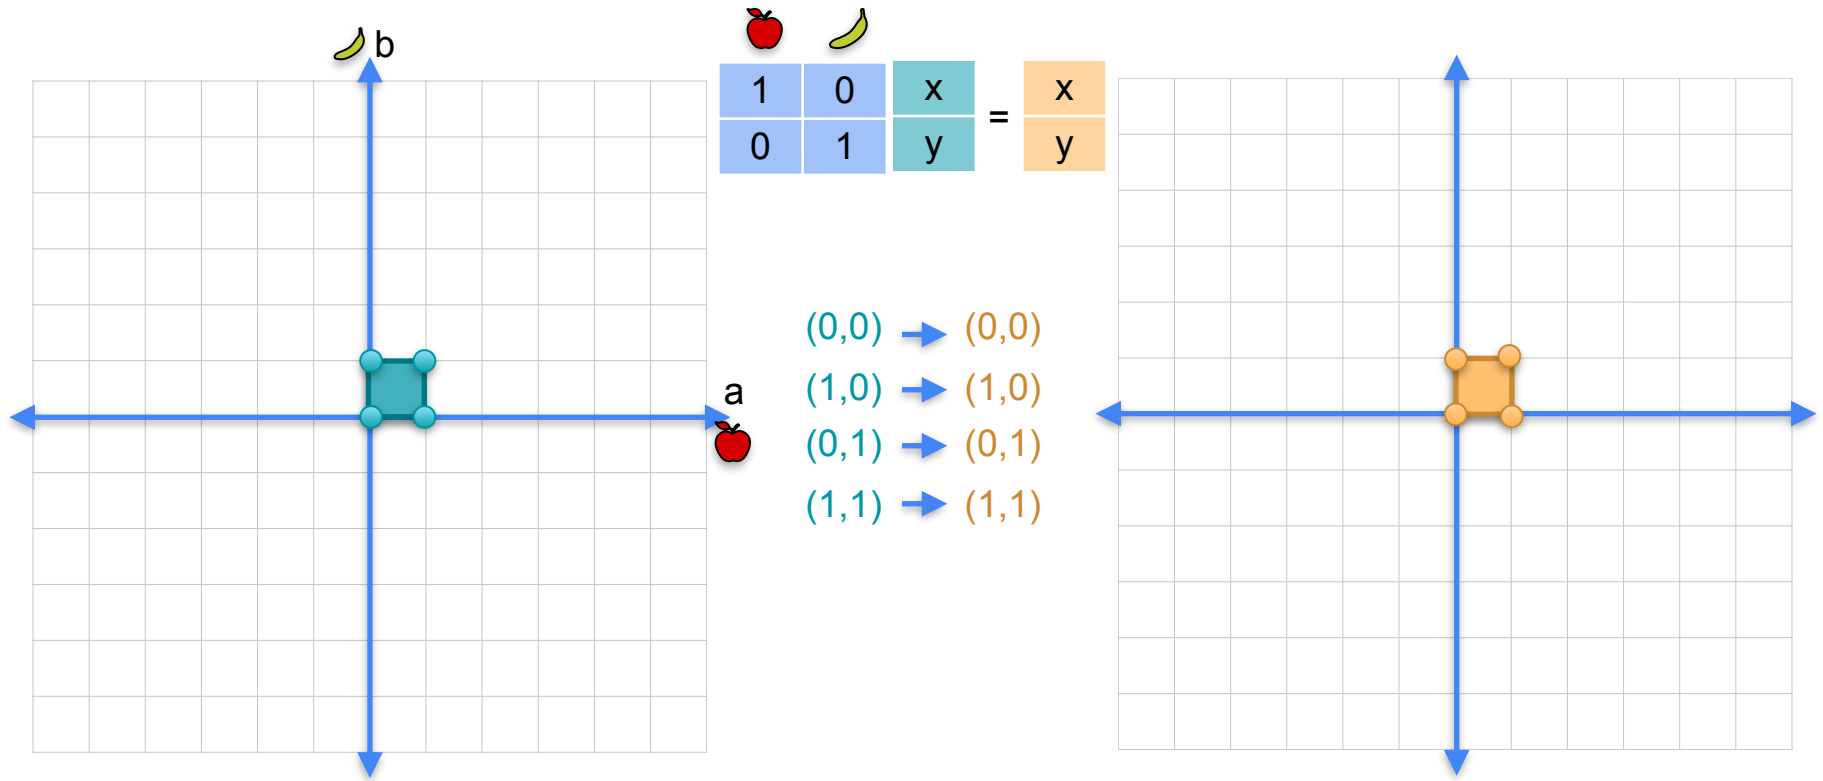 b
1 0 x = x
0 1 y y
(0,0) (0,0)
a
(1,0) (1,0)
(0,1) (0,1)
(1,1) (1,1)